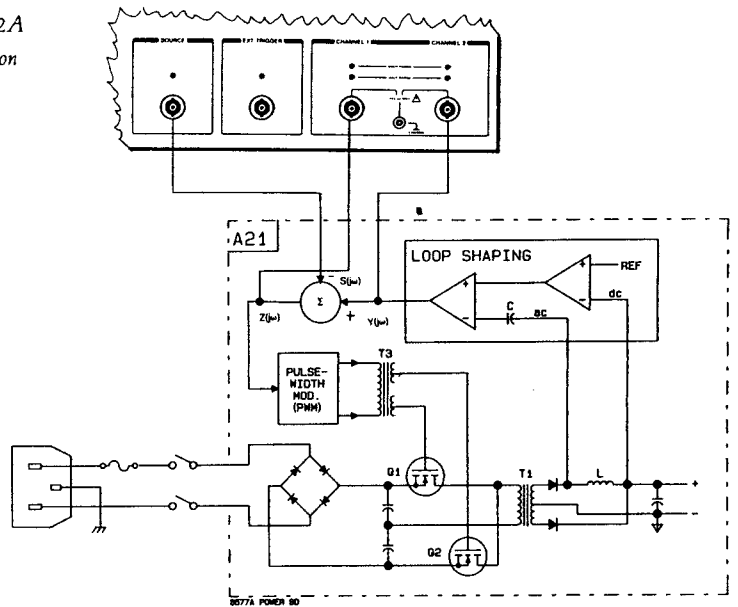 2A
on
SOURCE
EXT TRIGGER
CHANNEL 1
CHANNEL 2
A21
LOOP SHAPING
REF
dc
C
ac
- S(jω)
Σ
+
Z(jω)
Y(jω)
T3
PULSE-
WIDTH
MOD.
(PWM)
Q1
T1
L
+
-
Q2
3577A POWER BD